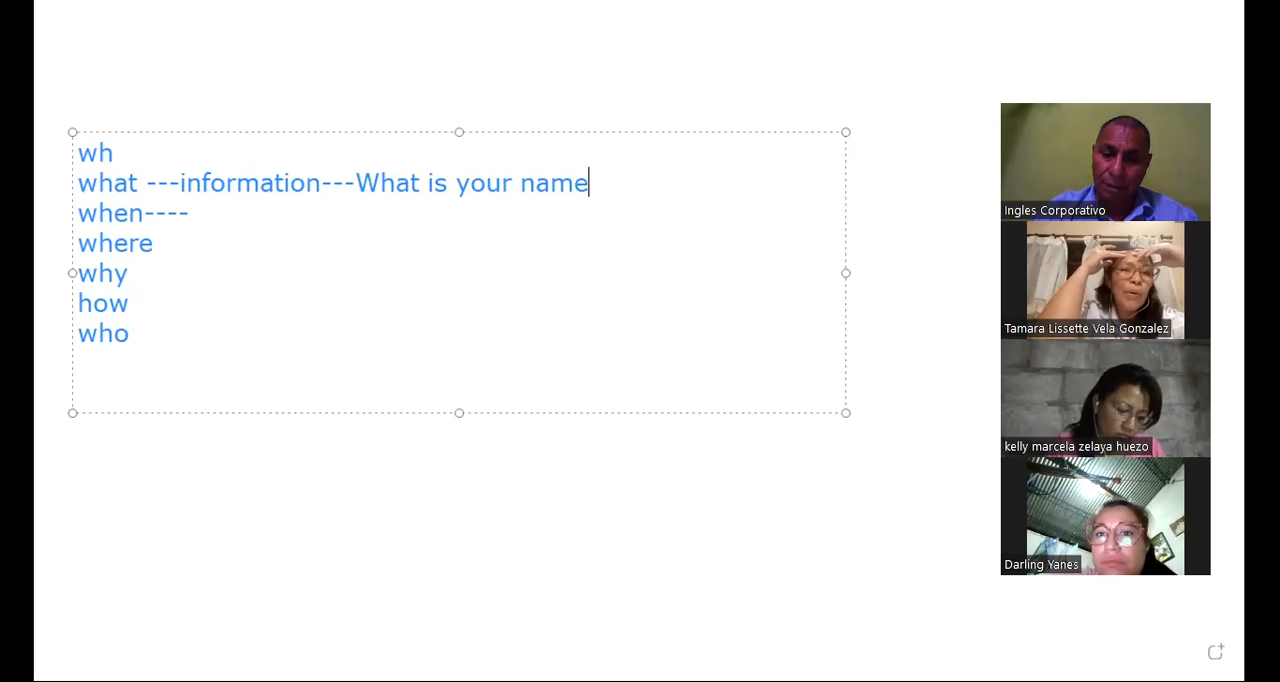 wh
what ---information---What is your name
when----
where
why
how
who
Ingles Corporativo
Tamara Lissette Vela Gonzalez
kelly marcela zelaya huezo
Darling Yanes